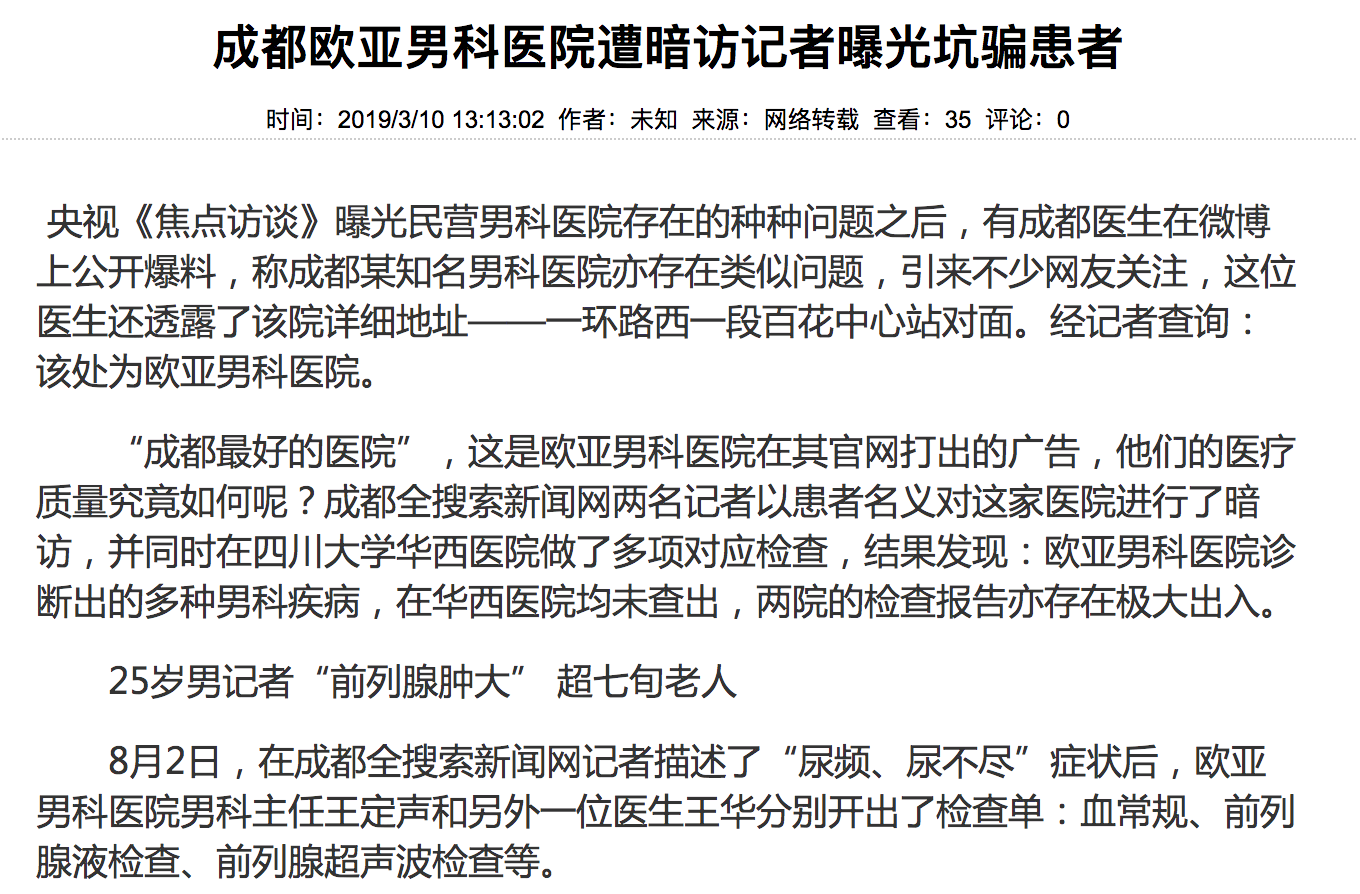 成都欧亚男科医院遭暗访记者曝光坑骗患者
时间：2019/3/10 13:13:02 作者：未知 来源：网络转载 查看：35 评论：0
央视《焦点访谈》曝光民营男科医院存在的种种问题之后，有成都医生在微博
上公开爆料，称成都某知名男科医院亦存在类似问题，引来不少网友关注，这位
医生还透露了该院详细地址——一环路西一段百花中心站对面。经记者查询：
该处为欧亚男科医院。
“成都最好的医院”，这是欧亚男科医院在其官网打出的广告，他们的医疗
质量究竟如何呢？成都全搜索新闻网两名记者以患者名义对这家医院进行了暗
访，并同时在四川大学华西医院做了多项对应检查，结果发现：欧亚男科医院诊
断出的多种男科疾病，在华西医院均未查出，两院的检查报告亦存在极大出入。
25岁男记者“前列腺肿大” 超七旬老人
8月2日，在成都全搜索新闻网记者描述了“尿频、尿不尽”症状后，欧亚
男科医院男科主任王定声和另外一位医生王华分别开出了检查单：血常规、前列
腺液检查、前列腺超声波检查等。